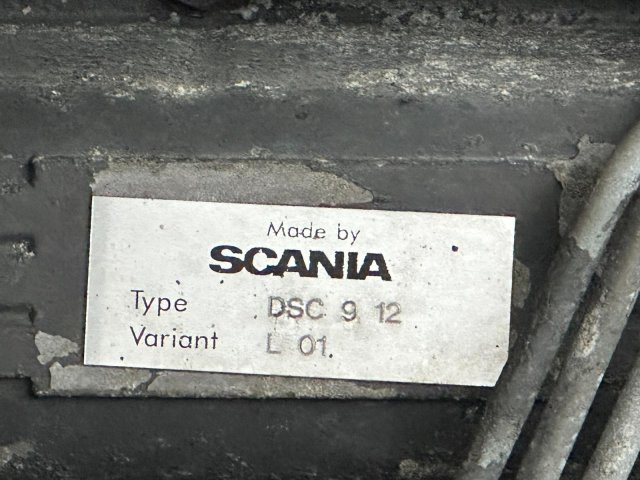 Made by
SCANIA
Type DSC 9 12
Variant L 01